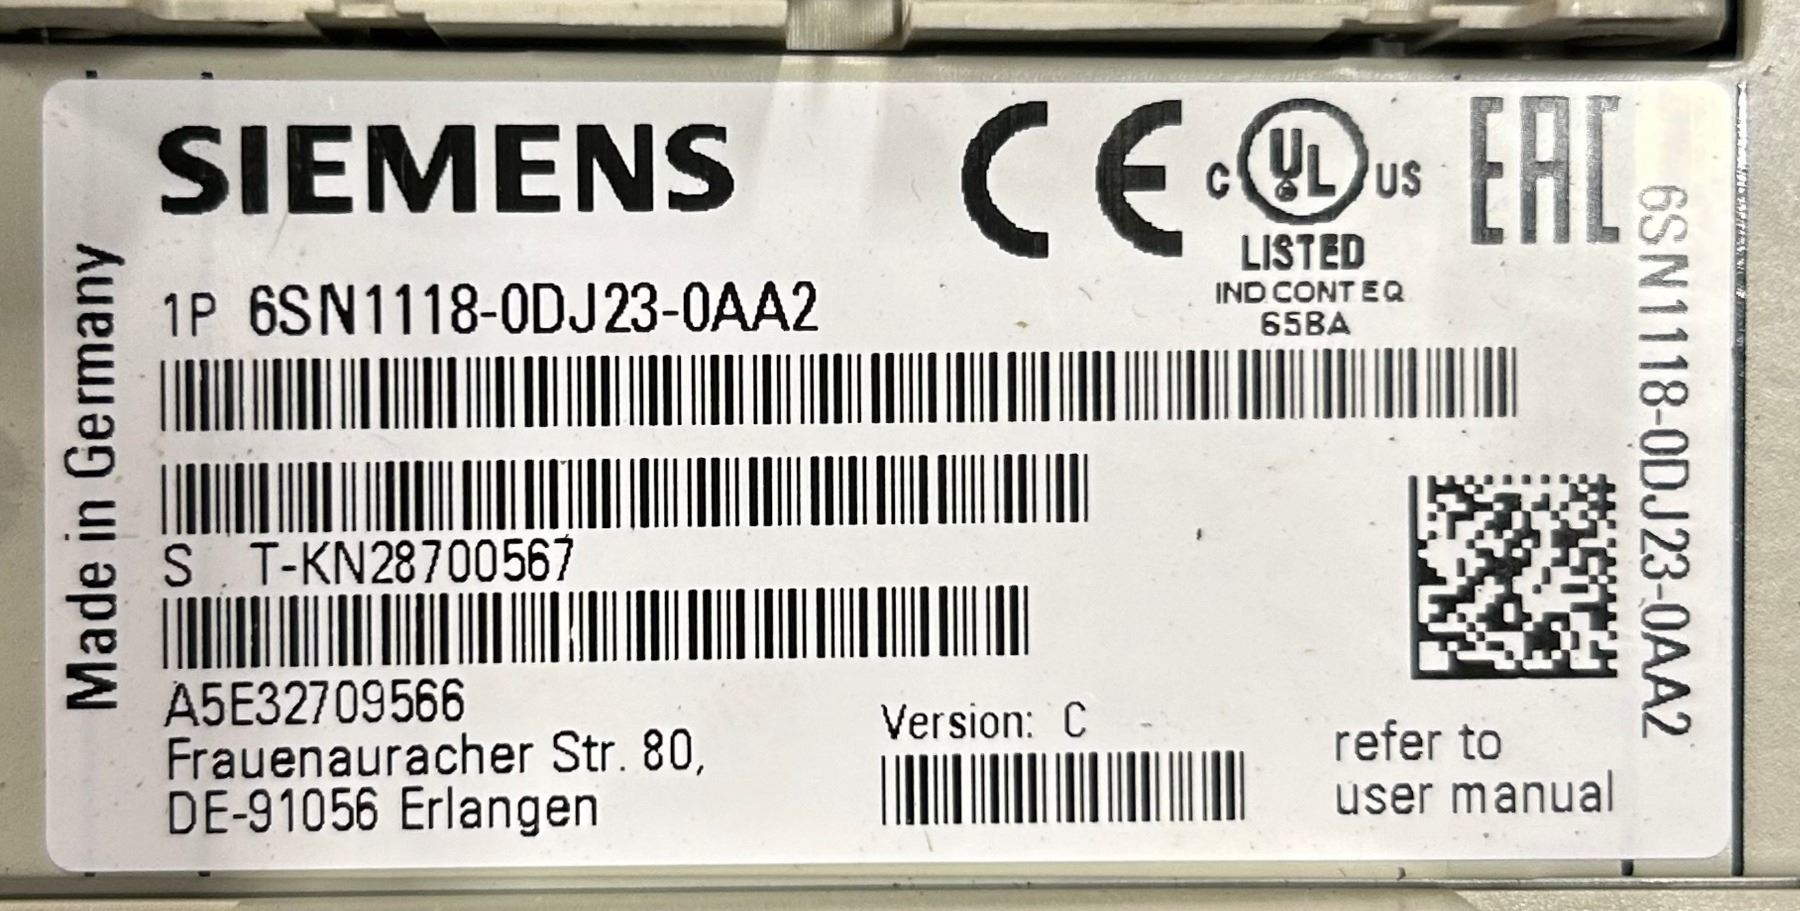 SIEMENS
CE
C UL US
LISTED
IND.CONT.EQ
65BA
EAC
1P 6SN1118-0DJ23-0AA2
S T-KN28700567
A5E32709566
Frauenauracher Str. 80,
DE-91056 Erlangen
Version: C
refer to
user manual
Made in Germany
6SN1118-0DJ23-0AA2